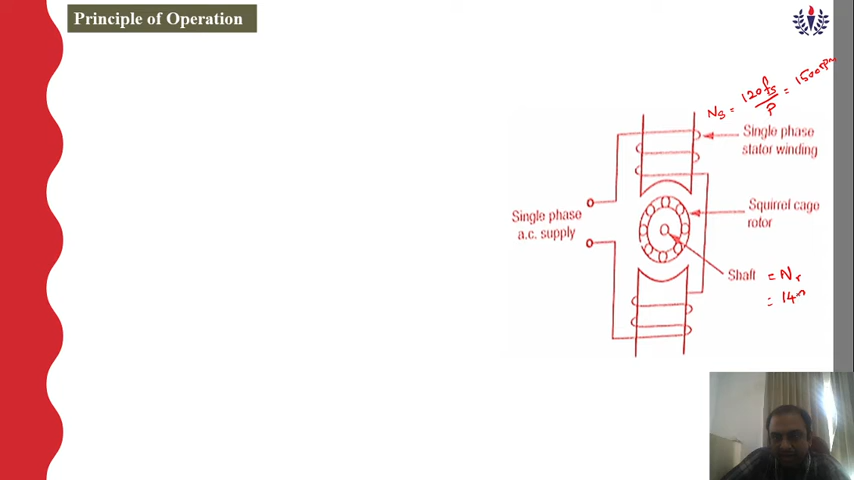 Principle of Operation
Ns = 120fs/P = 1500rpm
Single phase
stator winding
Squirrel cage
rotor
Single phase
a.c. supply
Shaft = Nr